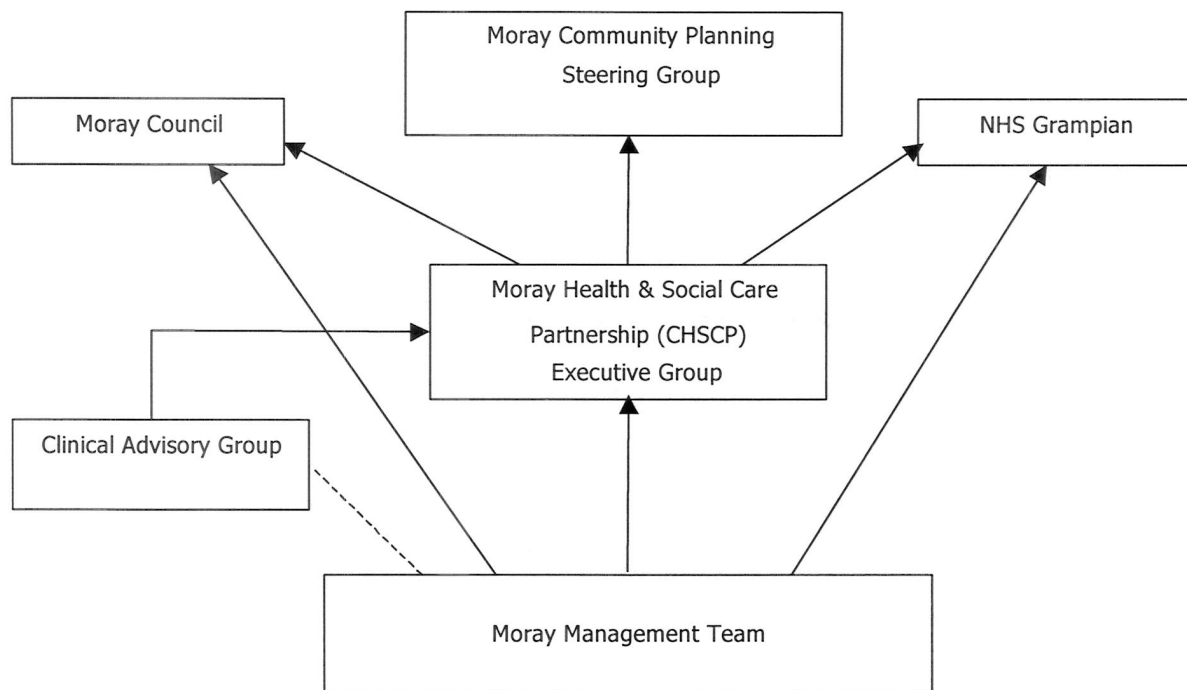 Moray Community Planning
Steering Group
Moray Council
NHS Grampian
Moray Health & Social Care
Partnership (CHSCP)
Executive Group
Clinical Advisory Group
Moray Management Team